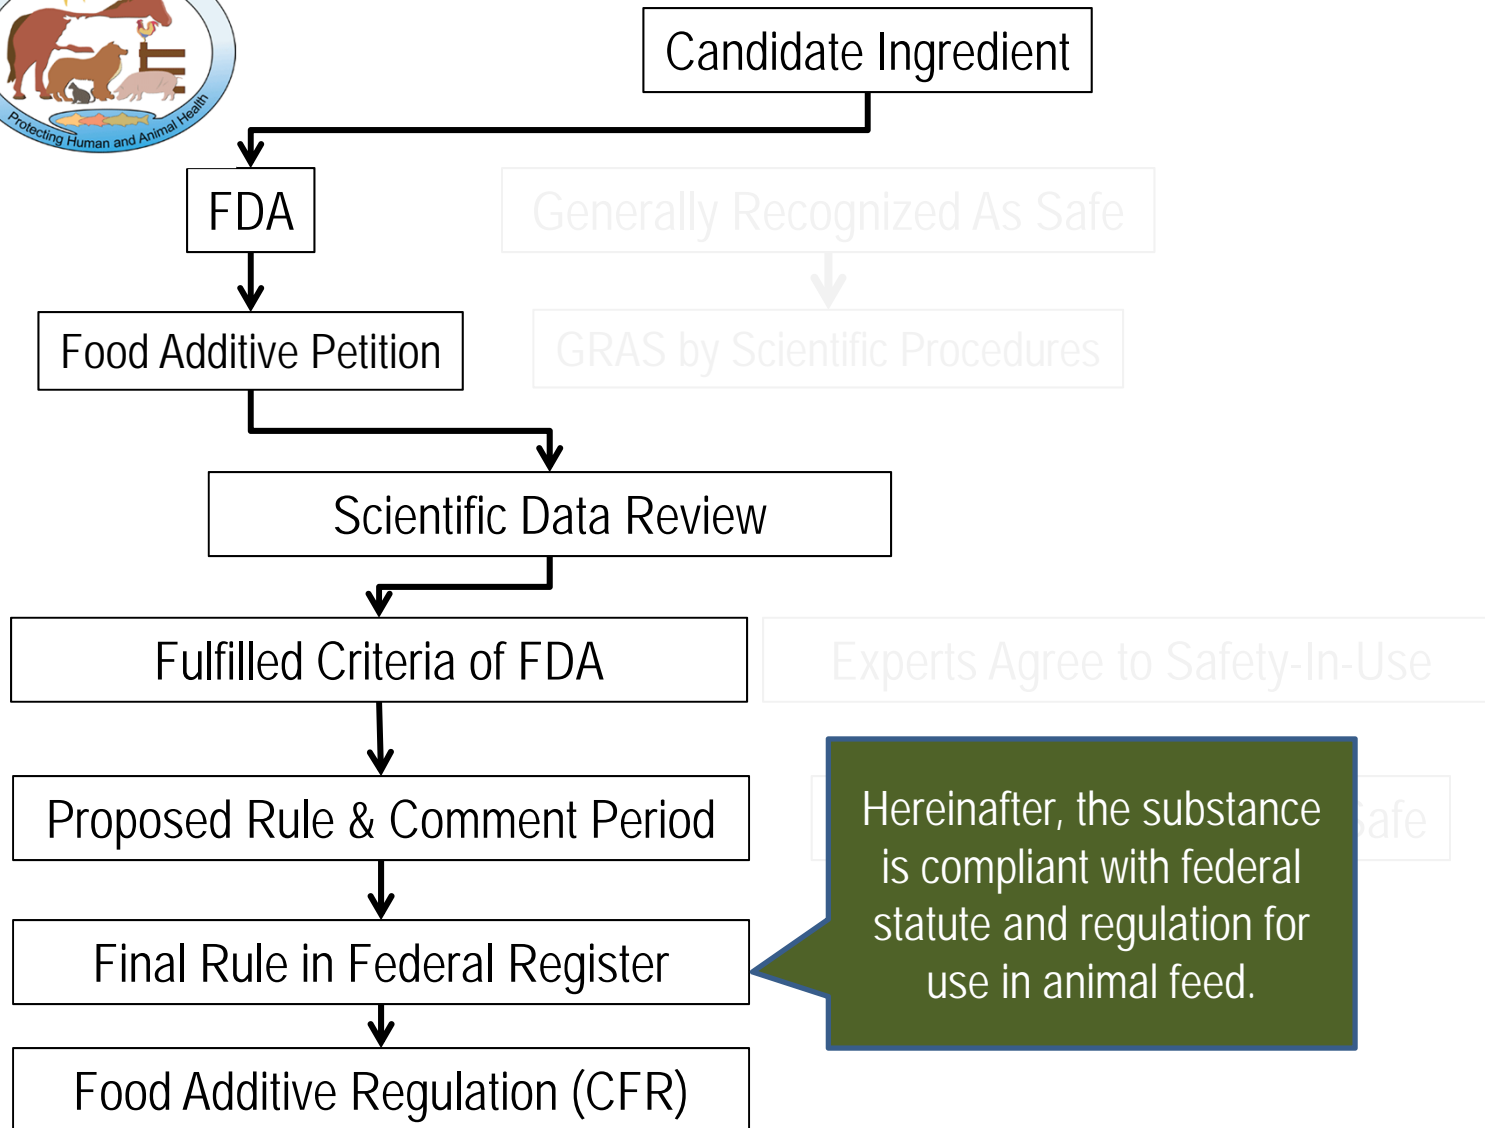 Protecting Human and Animal Health
Candidate Ingredient
FDA
Generally Recognized As Safe
Food Additive Petition
GRAS by Scientific Procedures
Scientific Data Review
Fulfilled Criteria of FDA
Experts Agree to Safety-In-Use
Proposed Rule & Comment Period
Safe
Hereinafter, the substance
is compliant with federal
statute and regulation for
use in animal feed.
Final Rule in Federal Register
Food Additive Regulation (CFR)